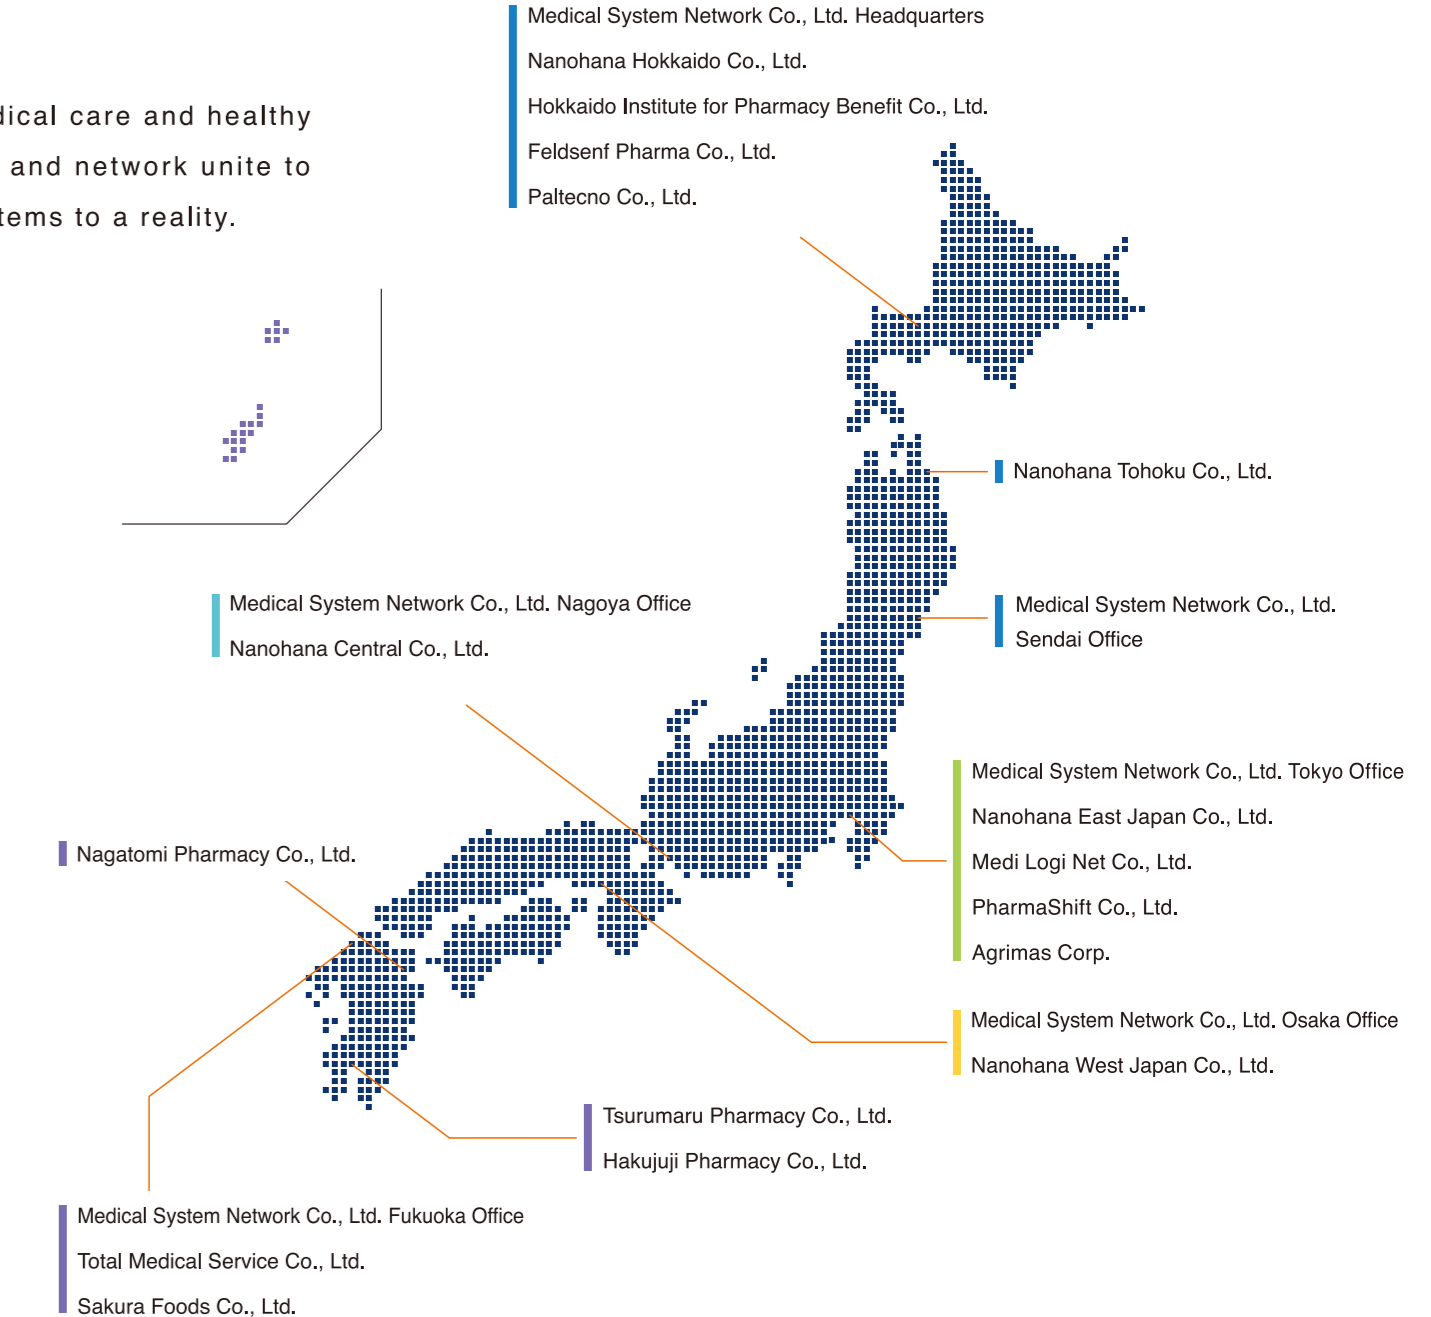 Medical System Network Co., Ltd. Headquarters
Nanohana Hokkaido Co., Ltd.
Hokkaido Institute for Pharmacy Benefit Co., Ltd.
Feldsenf Pharma Co., Ltd.
Paltecno Co., Ltd.
dical care and healthy
and network unite to
tems to a reality.
Nanohana Tohoku Co., Ltd.
Medical System Network Co., Ltd. Nagoya Office
Nanohana Central Co., Ltd.
Medical System Network Co., Ltd.
Sendai Office
Medical System Network Co., Ltd. Tokyo Office
Nanohana East Japan Co., Ltd.
Medi Logi Net Co., Ltd.
PharmaShift Co., Ltd.
Agrimas Corp.
Nagatomi Pharmacy Co., Ltd.
Medical System Network Co., Ltd. Osaka Office
Nanohana West Japan Co., Ltd.
Tsurumaru Pharmacy Co., Ltd.
Hakujuji Pharmacy Co., Ltd.
Medical System Network Co., Ltd. Fukuoka Office
Total Medical Service Co., Ltd.
Sakura Foods Co., Ltd.